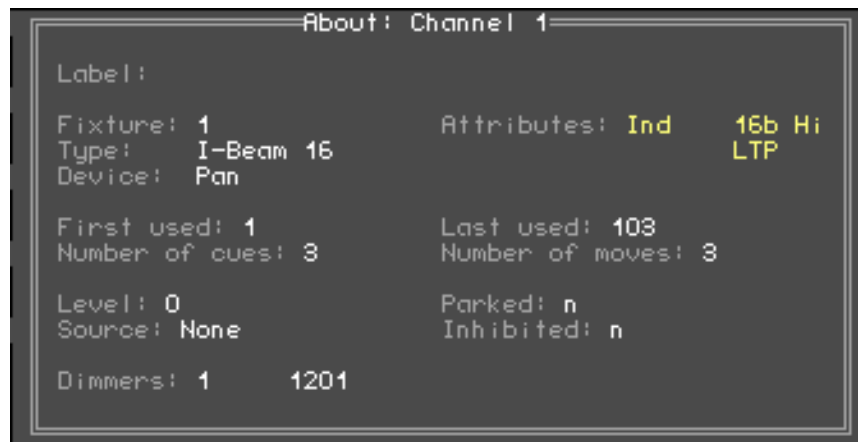 About: Channel 1
Label:
Fixture: 1 Attributes: Ind 16b Hi
Type: I-Beam 16 LTP
Device: Pan
First used: 1 Last used: 103
Number of cues: 3 Number of moves: 3
Level: 0 Parked: n
Source: None Inhibited: n
Dimmers: 1 1201